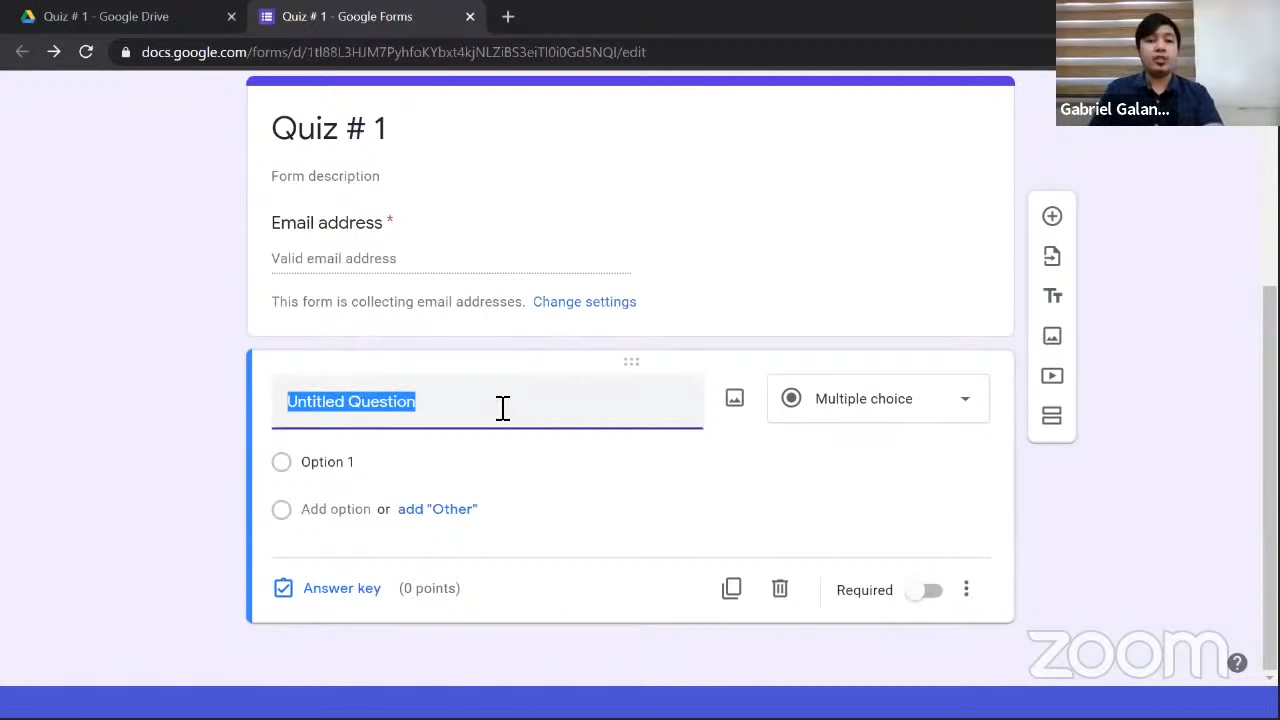 Quiz # 1 - Google Drive
Quiz # 1 - Google Forms
docs.google.com/forms/d/1tl88L3HJM7PyhfoKYbxt4kjNLZiBS3eiTl0i0Gd5NQI/edit
Gabriel Galan...
Quiz # 1
Form description
Email address *
Valid email address
This form is collecting email addresses. Change settings
Untitled Question
Multiple choice
Option 1
Add option or add "Other"
Answer key (0 points)
Required
zoom